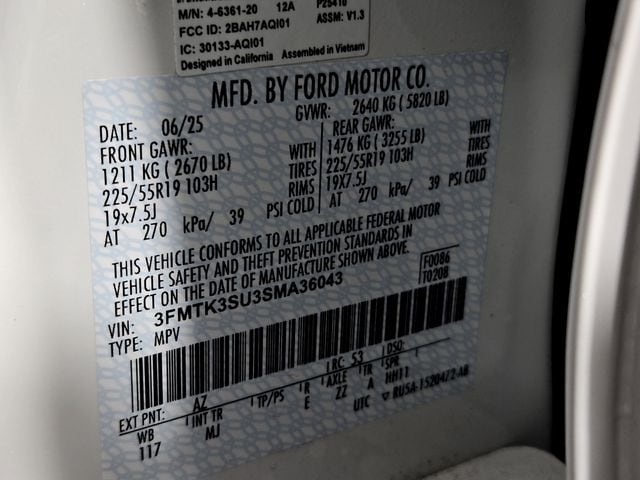 M/N: 4-6361-20 12A P25410
FCC ID: 2BAH7AQI01 ASSM: V1.3
IC: 30133-AQI01
Designed in California Assembled in Vietnam
MFD. BY FORD MOTOR CO.
DATE: 06/25 GVWR: 2640 KG ( 5820 LB)
FRONT GAWR: REAR GAWR:
1211 KG ( 2670 LB) WITH 1476 KG ( 3255 LB) WITH
225/55R19 103H TIRES 225/55R19 103H TIRES
19x7.5J RIMS 19X7.5J RIMS
AT 270 kPa/ 39 PSI COLD AT 270 kPa/ 39 PSI COLD
THIS VEHICLE CONFORMS TO ALL APPLICABLE FEDERAL MOTOR
VEHICLE SAFETY AND THEFT PREVENTION STANDARDS IN
EFFECT ON THE DATE OF MANUFACTURE SHOWN ABOVE.
F0086
T0208
VIN: 3FMTK3SU3SMA36043
TYPE: MPV
EXT PNT: AZ RC: 53 DSO:
WB INT TR TP/PS R AXLE TR SPR
117 MJ E ZZ A HH11
UTC ▽ RU5A-1520472-AB